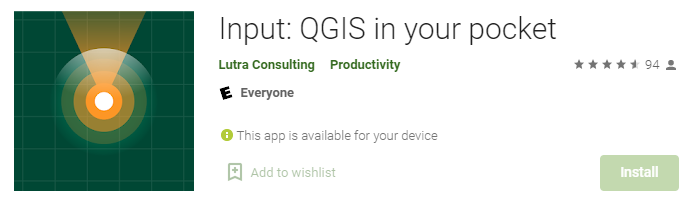 Input: QGIS in your pocket
Lutra Consulting Productivity
94
E Everyone
This app is available for your device
Add to wishlist
Install